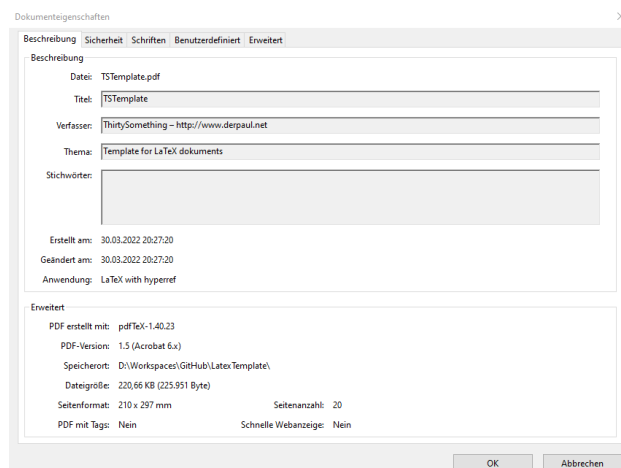 Dokumenteigenschaften
Beschreibung Sicherheit Schriften Benutzerdefiniert Erweitert
Beschreibung
Datei: TSTemplate.pdf
Titel: TSTemplate
Verfasser: ThirtySomething – http://www.derpaul.net
Thema: Template for LaTeX dokuments
Stichwörter:
Erstellt am: 30.03.2022 20:27:20
Geändert am: 30.03.2022 20:27:20
Anwendung: LaTeX with hyperref
Erweitert
PDF erstellt mit: pdfTeX-1.40.23
PDF-Version: 1.5 (Acrobat 6.x)
Speicherort: D:\Workspaces\GitHub\LatexTemplate\
Dateigröße: 220,66 KB (225.951 Byte)
Seitenformat: 210 x 297 mm Seitenanzahl: 20
PDF mit Tags: Nein Schnelle Webanzeige: Nein
OK Abbrechen